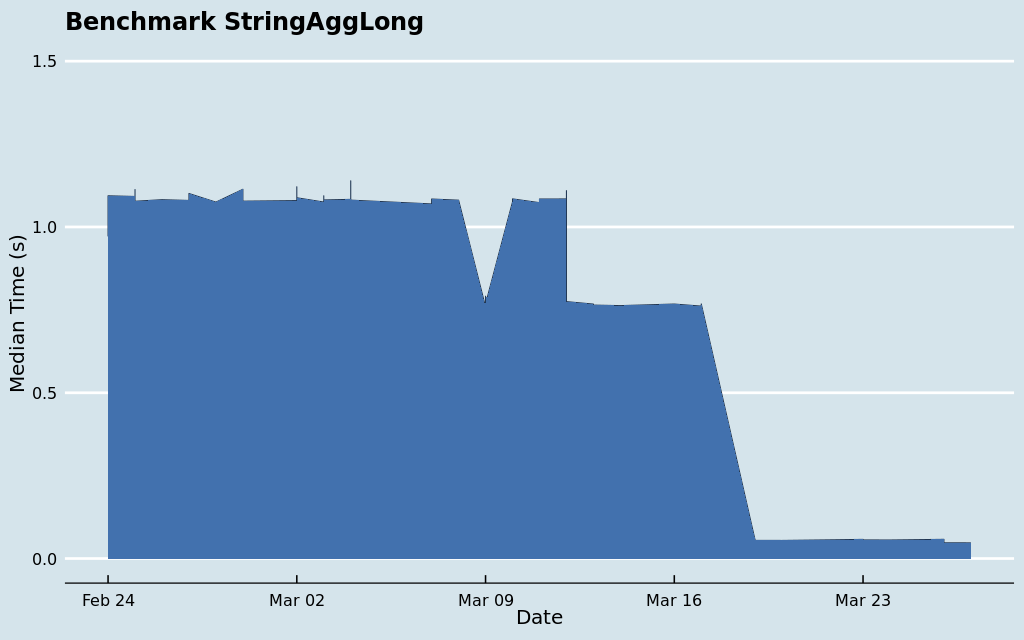 Benchmark StringAggLong
1.5
1.0
0.5
0.0
Median Time (s)
Feb 24
Mar 02
Mar 09
Mar 16
Mar 23
Date